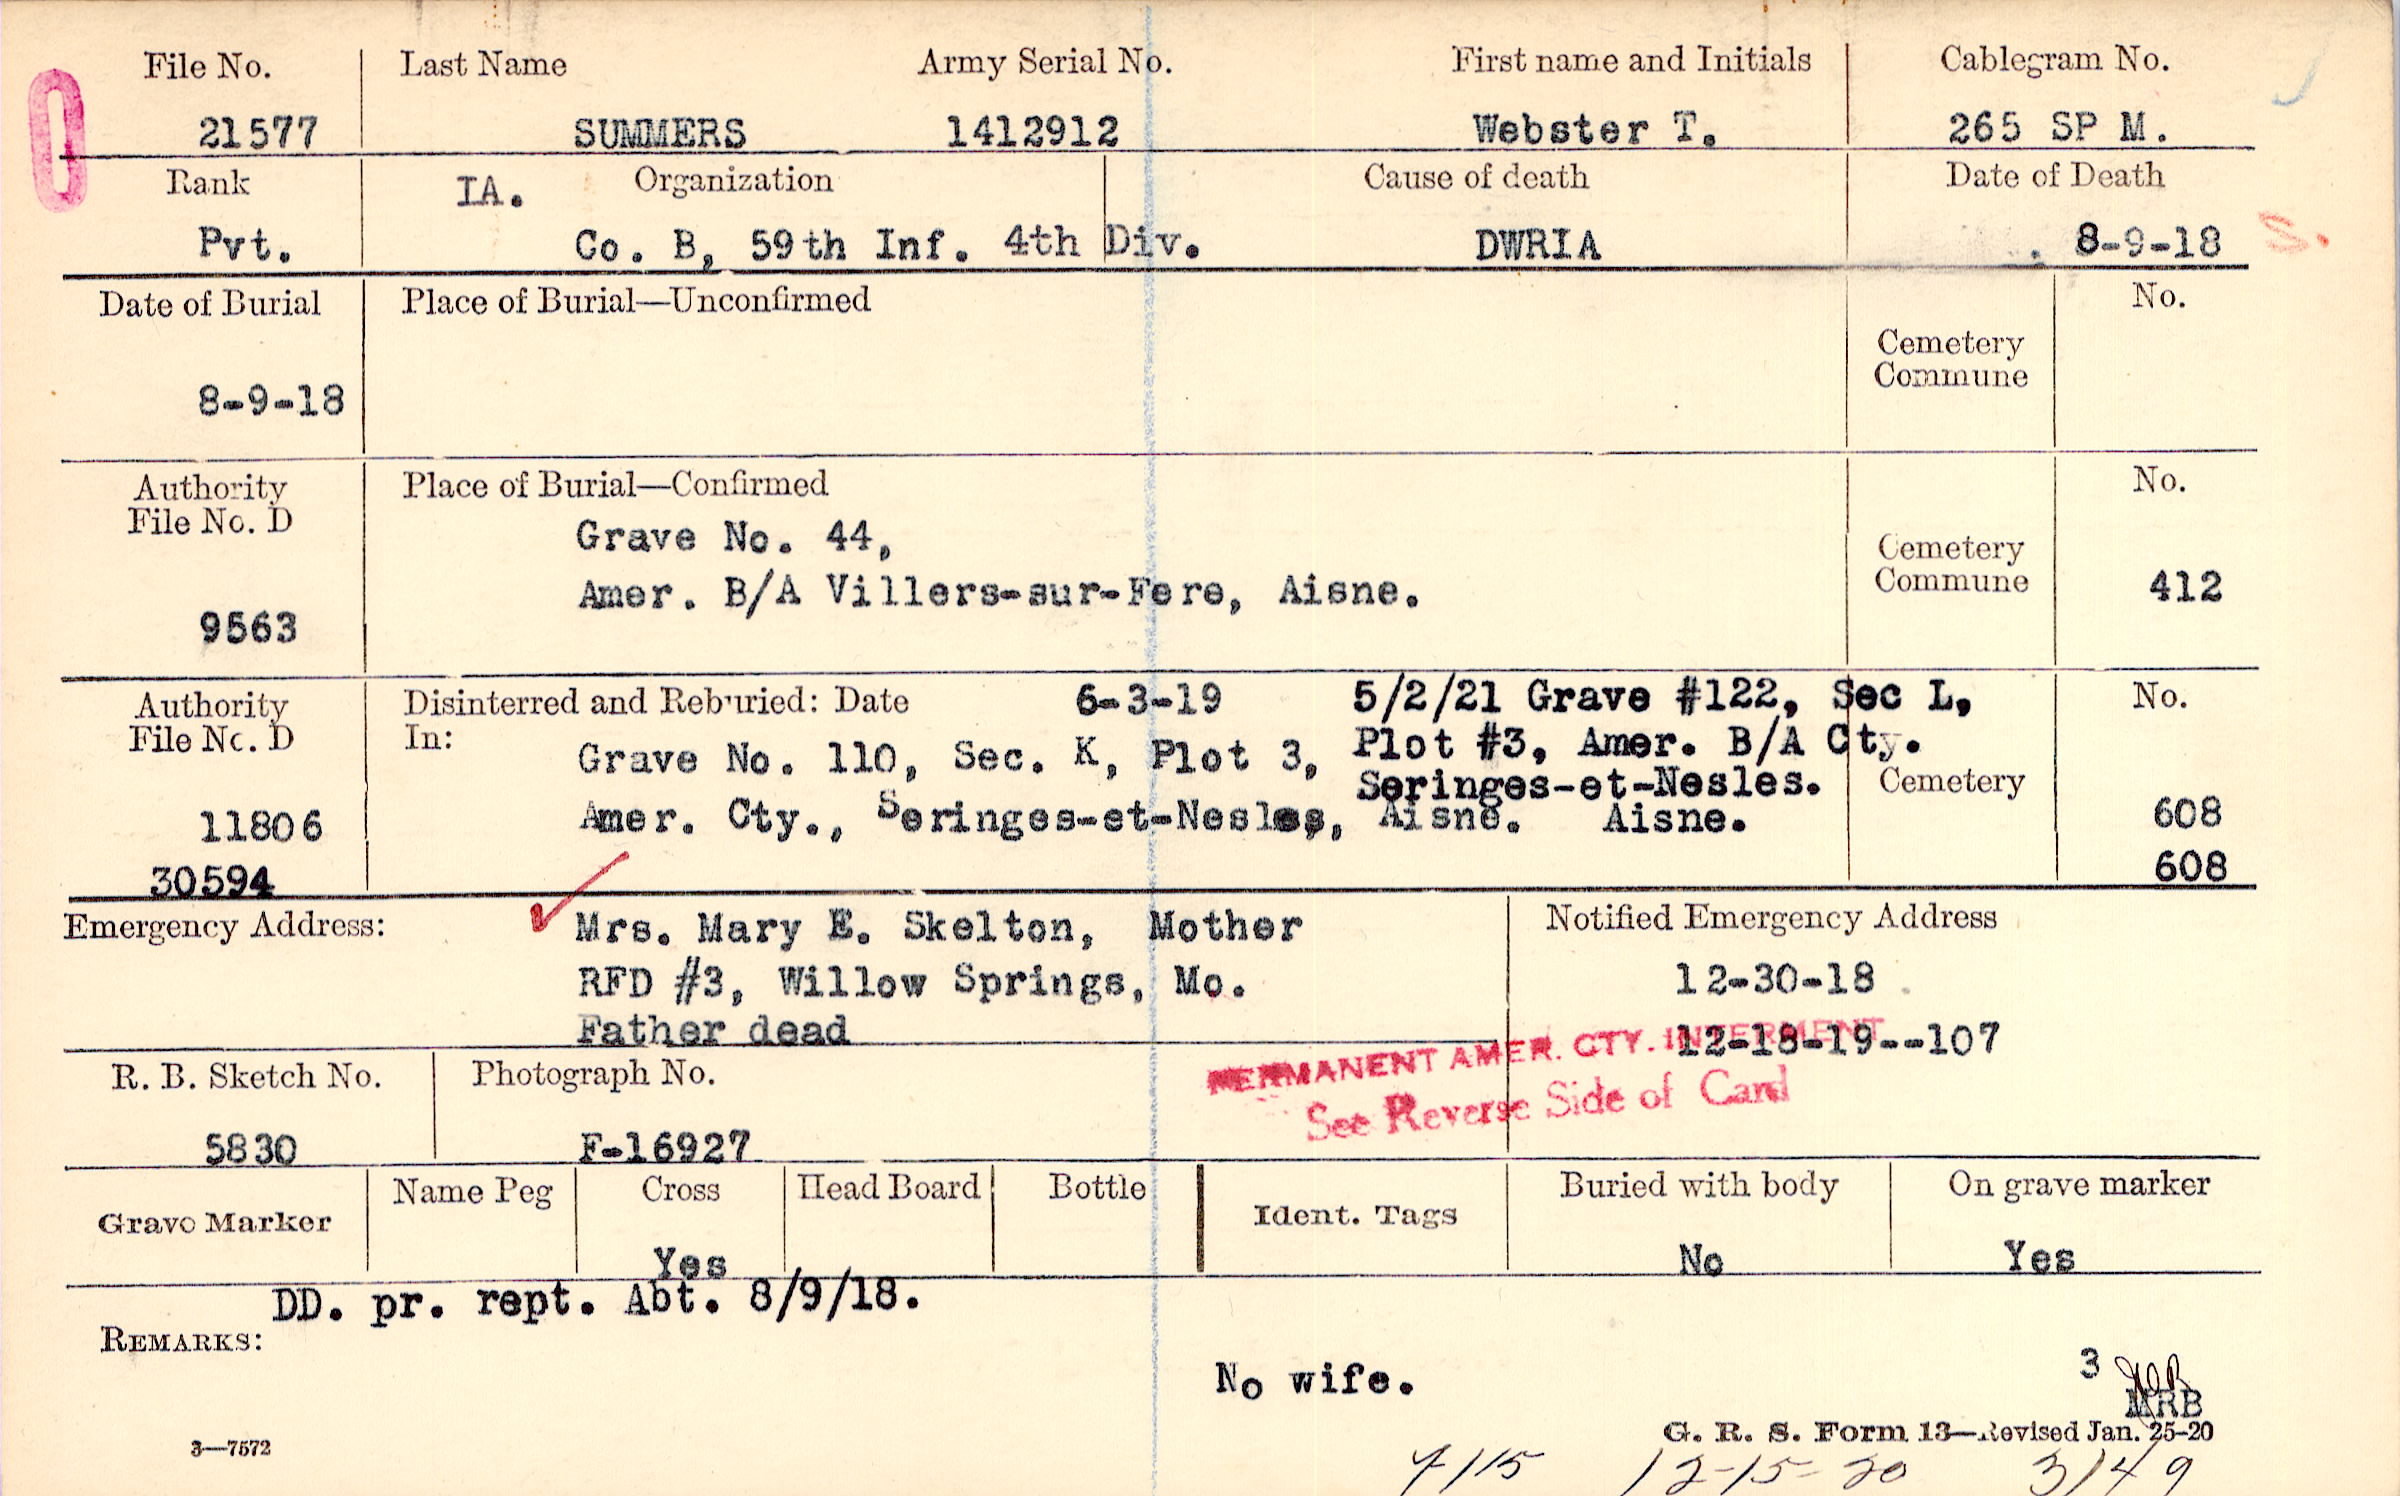 File No.
Last Name
Army Serial No.
First name and Initials
Cablegram No.
21577
SUMMERS
1412912
Webster T.
265 SP M.
Rank
IA.
Organization
Cause of death
Date of Death
Pvt.
Co. B, 59th Inf. 4th Div.
DWRIA
8-9-18
S.
Date of Burial
Place of Burial—Unconfirmed
No.
Cemetery
Commune
8-9-18
Authority
File No. D
Place of Burial—Confirmed
No.
Grave No. 44,
Amer. B/A Villers-sur-Fere, Aisne.
Cemetery
Commune
412
9563
Authority
File No. D
Disinterred and Reburied: Date
6-3-19
In:
Grave No. 110, Sec. K, Plot 3,
Amer. Cty., Seringes-et-Nesles, Aisne.
5/2/21 Grave #122, Sec L,
Plot #3, Amer. B/A Cty.
Seringes-et-Nesles.
Aisne.
No.
Cemetery
11806
608
30594
608
Emergency Address:
Mrs. Mary E. Skelton, Mother
RFD #3, Willow Springs, Mo.
Father dead
Notified Emergency Address
12-30-18
12-18-19--107
PERMANENT AMER. CTY. INTERMENT
See Reverse Side of Card
R. B. Sketch No.
Photograph No.
5830
F-16927
Grave Marker
Name Peg
Cross
Head Board
Bottle
Ident. Tags
Buried with body
On grave marker
Yes
No
Yes
DD. pr. rept. Abt. 8/9/18.
REMARKS:
No wife.
3
MRB
G. R. S. Form 13—Revised Jan. 25-20
3—7572
12-15-20
3149